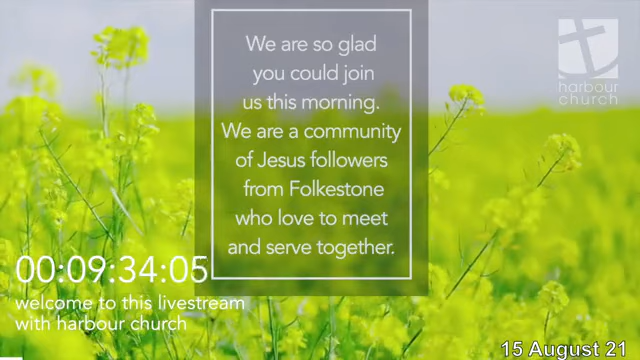 We are so glad
you could join
us this morning.
We are a community
of Jesus followers
from Folkestone
who love to meet
and serve together.
harbour
church
00:09:34:05
welcome to this livestream
with harbour church
15 August 21